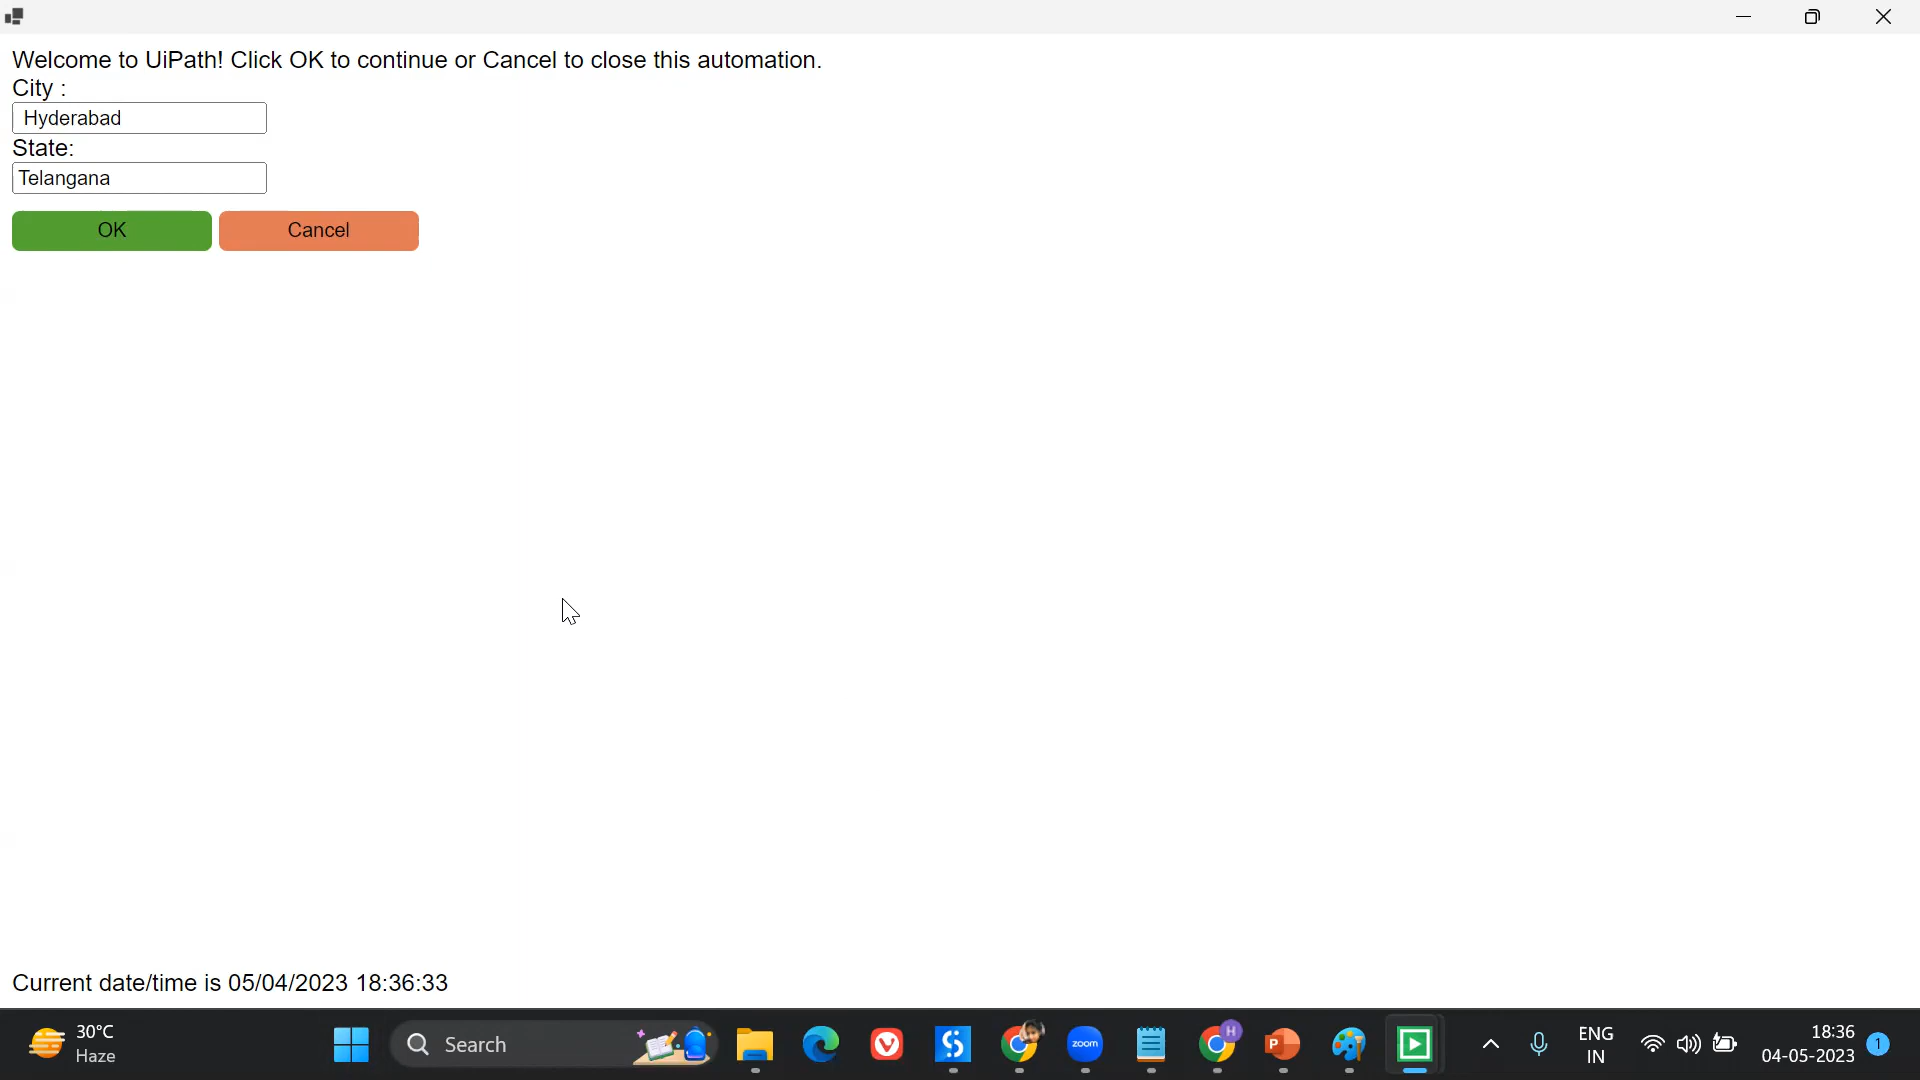 Welcome to UiPath! Click OK to continue or Cancel to close this automation.
City :
Hyderabad
State:
Telangana
OK Cancel
Current date/time is 05/04/2023 18:36:33
30°C
Haze
Search
zoom
H
P
ENG
IN
18:36
04-05-2023
1